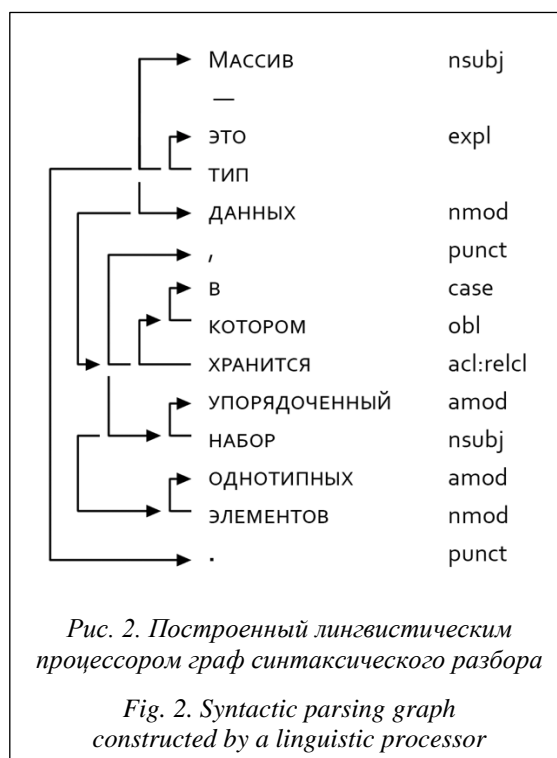 Массив nsubj
—
это expl
тип
данных nmod
, punct
в case
котором obl
хранится acl:relcl
упорядоченный amod
набор nsubj
однотипных amod
элементов nmod
. punct
Рис. 2. Построенный лингвистическим
процессором граф синтаксического разбора
Fig. 2. Syntactic parsing graph
constructed by a linguistic processor